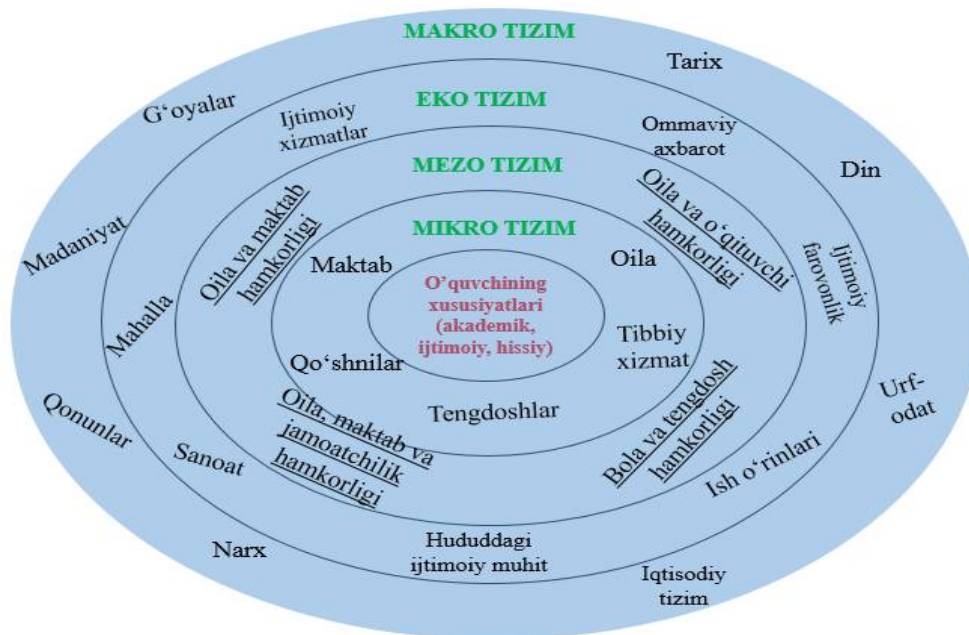 MAKRO TIZIM
Tarix
G‘oyalar
EKO TIZIM
Ijtimoiy
xizmatlar
Ommaviy
axbarot
MEZO TIZIM
Din
Oila va maktab
hamkorligi
Oila va o‘qituvchi
hamkorligi
Madaniyat
MIKRO TIZIM
Ijtimoiy
farovonlik
Maktab
Oila
O’quvchining
xususiyatlari
(akademik,
ijtimoiy, hissiy)
Mahalla
Qo‘shnilar
Tibbiy
xizmat
Tengdoshlar
Urf-
odat
Qonunlar
Oila, maktab va
jamoatchilik
hamkorligi
Bola va tengdosh
hamkorligi
Sanoat
Ish o‘rinlari
Narx
Hududdagi
ijtimoiy muhit
Iqtisodiy
tizim